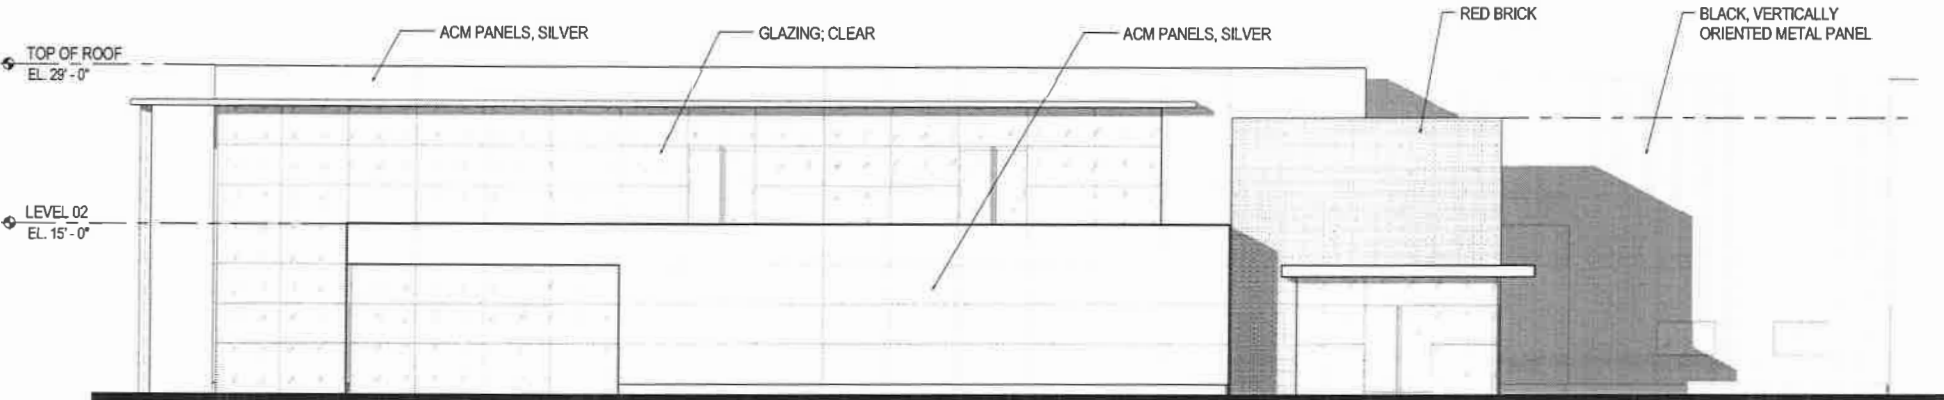 ACM PANELS, SILVER
GLAZING; CLEAR
ACM PANELS, SILVER
RED BRICK
BLACK, VERTICALLY
ORIENTED METAL PANEL
TOP OF ROOF
EL. 29' - 0"
LEVEL 02
EL. 15' - 0"